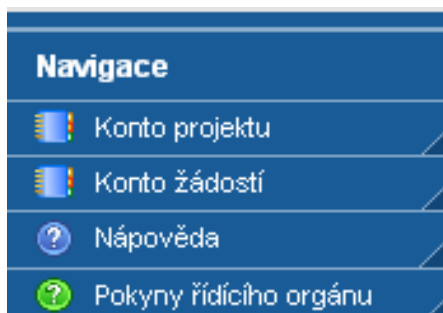 Navigace
Konto projektu
Konto žádostí
Nápověda
Pokyny řídícího orgánu